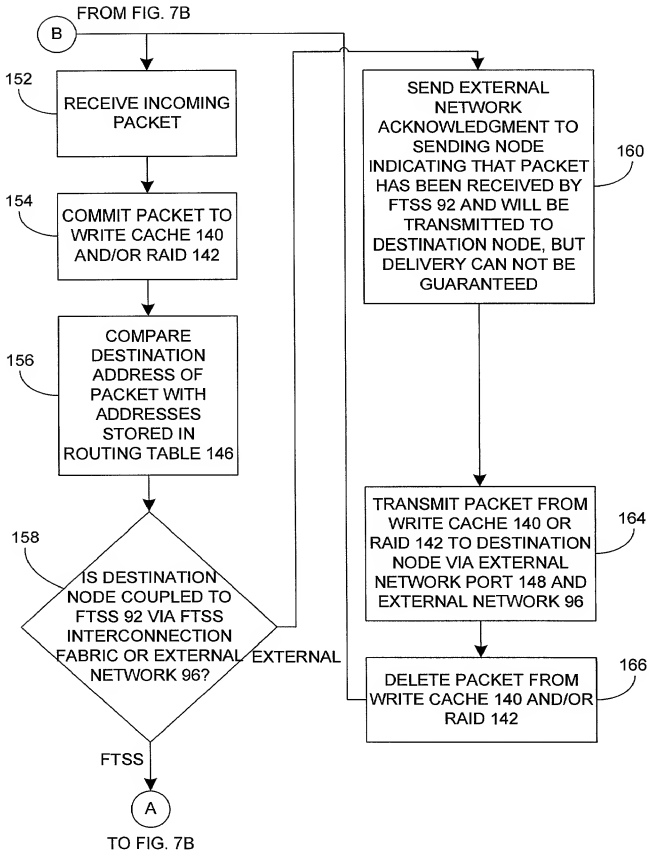 FROM FIG. 7B
B
152
RECEIVE INCOMING
PACKET
154
COMMIT PACKET TO
WRITE CACHE 140
AND/OR RAID 142
156
COMPARE
DESTINATION
ADDRESS OF
PACKET WITH
ADDRESSES
STORED IN
ROUTING TABLE 146
158
IS DESTINATION
NODE COUPLED TO
FTSS 92 VIA FTSS
INTERCONNECTION
FABRIC OR EXTERNAL
NETWORK 96?
EXTERNAL
FTSS
A
TO FIG. 7B
SEND EXTERNAL
NETWORK
ACKNOWLEDGMENT TO
SENDING NODE
INDICATING THAT PACKET
HAS BEEN RECEIVED BY
FTSS 92 AND WILL BE
TRANSMITTED TO
DESTINATION NODE, BUT
DELIVERY CAN NOT BE
GUARANTEED
160
TRANSMIT PACKET FROM
WRITE CACHE 140 OR
RAID 142 TO DESTINATION
NODE VIA EXTERNAL
NETWORK PORT 148 AND
EXTERNAL NETWORK 96
164
DELETE PACKET FROM
WRITE CACHE 140 AND/OR
RAID 142
166